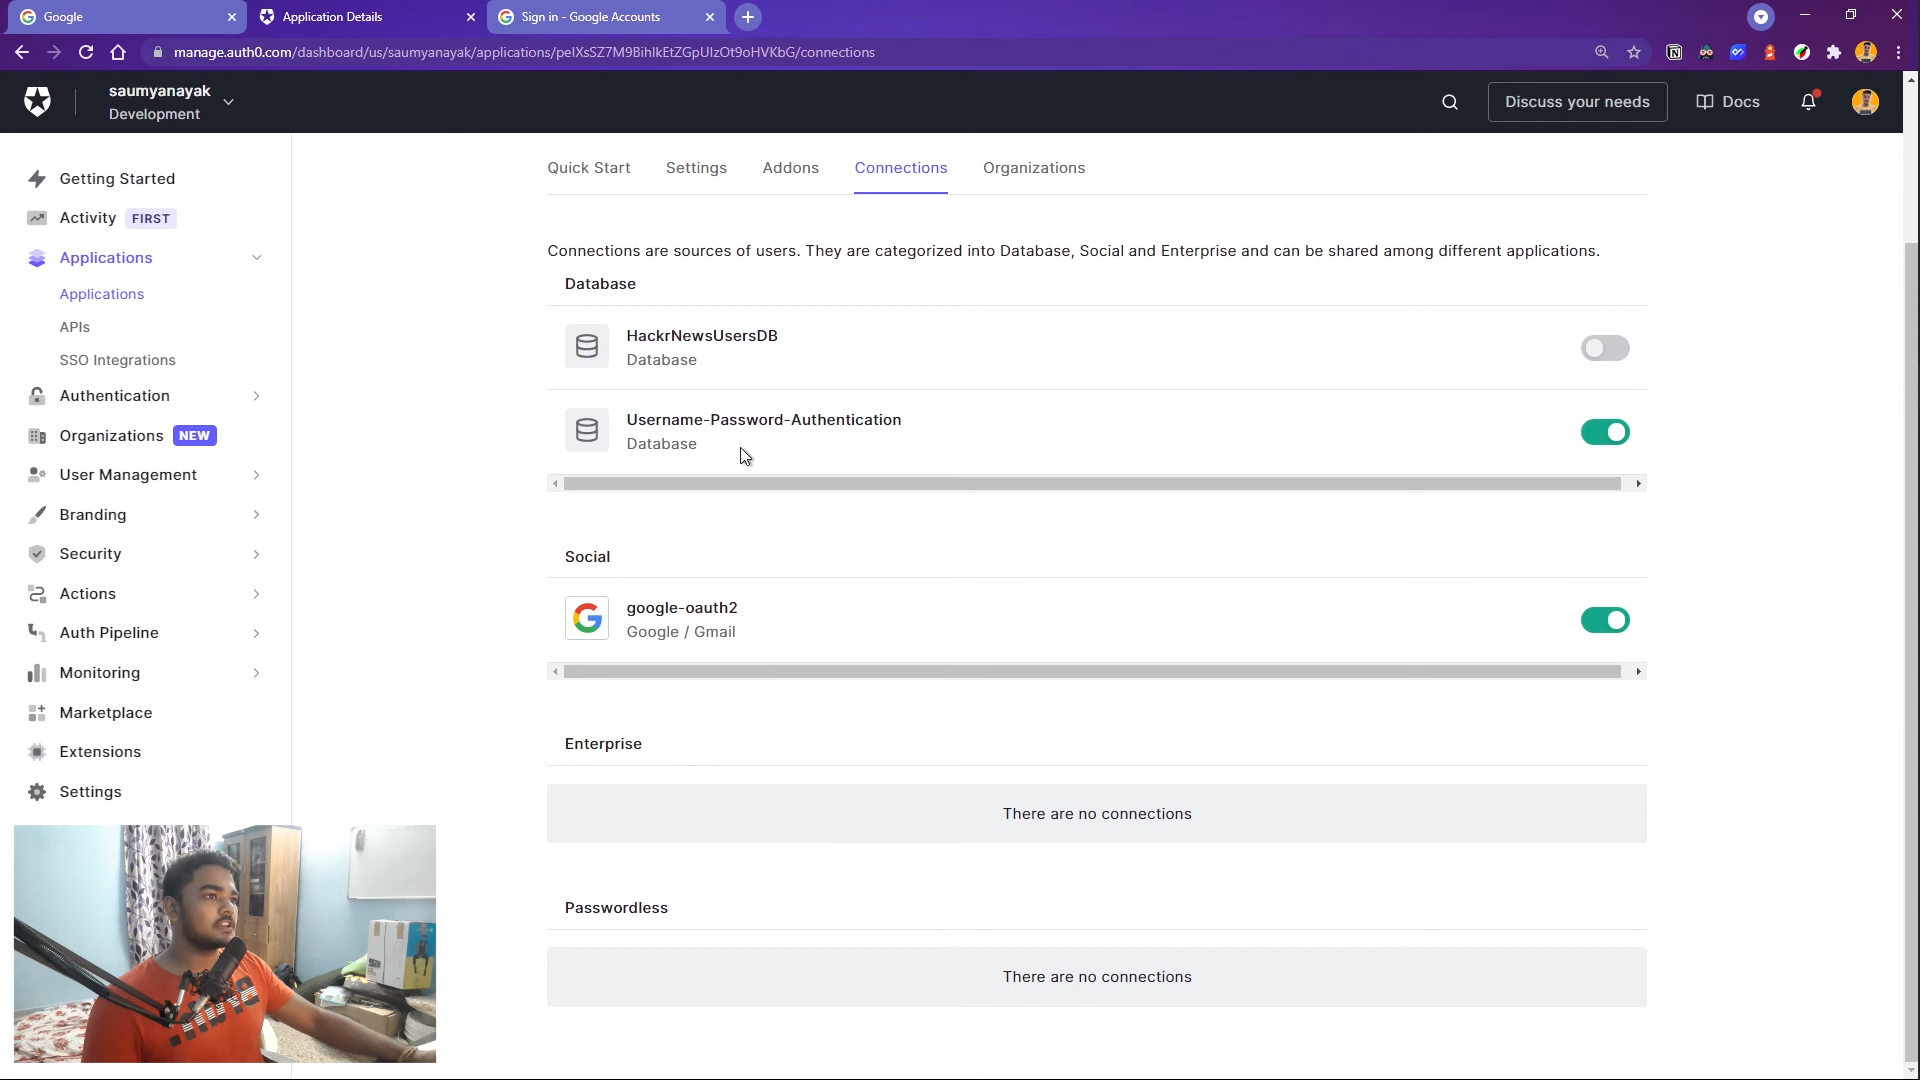 Google
Application Details
Sign in - Google Accounts
manage.auth0.com/dashboard/us/saumyanayak/applications/pelXsSZ7M9BihlkEtZGpUIzOt9oHVKbG/connections
saumyanayak
Development
Discuss your needs
Docs
Getting Started
Activity FIRST
Applications
Applications
APIs
SSO Integrations
Authentication
Organizations NEW
User Management
Branding
Security
Actions
Auth Pipeline
Monitoring
Marketplace
Extensions
Settings
Quick Start Settings Addons Connections Organizations
Connections are sources of users. They are categorized into Database, Social and Enterprise and can be shared among different applications.
Database
HackrNewsUsersDB
Database
Username-Password-Authentication
Database
Social
google-oauth2
Google / Gmail
Enterprise
There are no connections
Passwordless
There are no connections